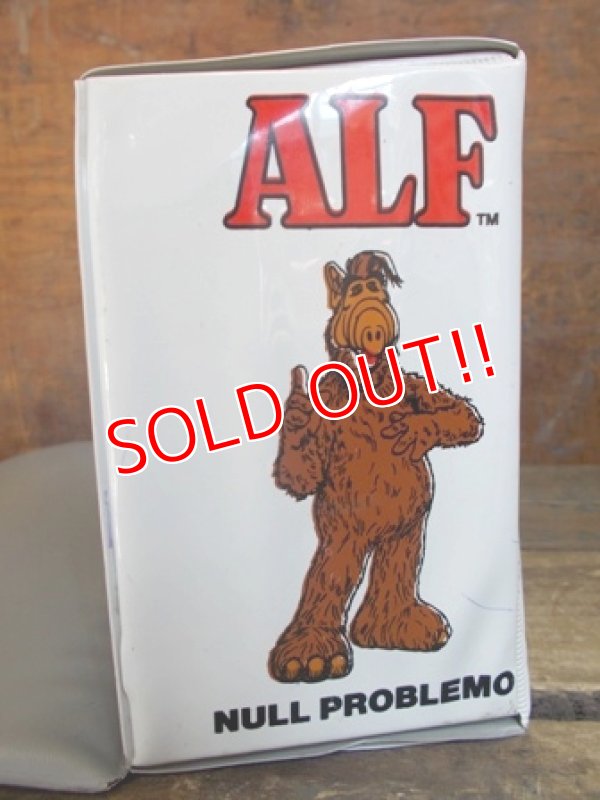 ALF
TM
SOLD OUT!!
NULL PROBLEMO